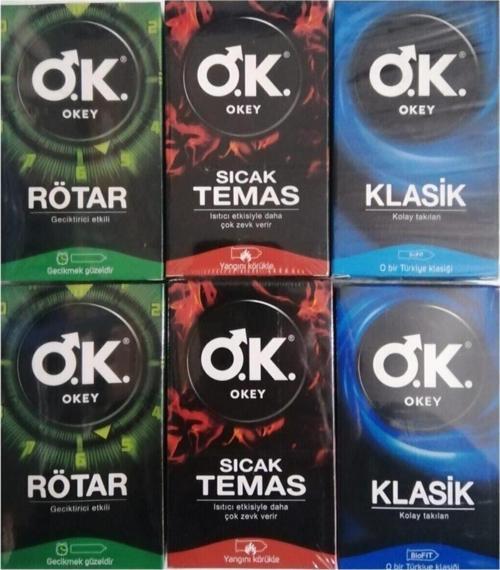 O.K.®
OKEY
RÖTAR
Geciktirici etkili
Gecikmek güzeldir
O.K.®
OKEY
SICAK
TEMAS
Isıtıcı etkisiyle daha
çok zevk verir
Yangını körükle
O.K.®
OKEY
KLASİK
Kolay takılan
BioFIT
O bir Türkiye klasiği
O.K.®
OKEY
RÖTAR
Geciktirici etkili
Gecikmek güzeldir
O.K.®
OKEY
SICAK
TEMAS
Isıtıcı etkisiyle daha
çok zevk verir
Yangını körükle
O.K.®
OKEY
KLASİK
Kolay takılan
BioFIT
O bir Türkiye klasiği